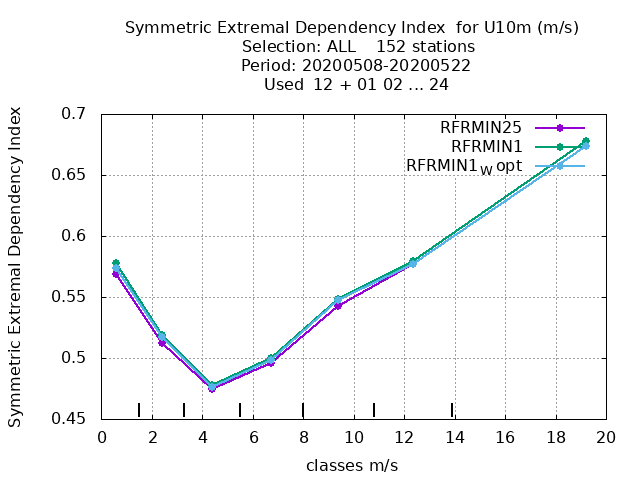 Symmetric Extremal Dependency Index for U10m (m/s)
Selection: ALL 152 stations
Period: 20200508-20200522
Used 12 + 01 02 ... 24
Symmetric Extremal Dependency Index
0.7
0.65
0.6
0.55
0.5
0.45
RFRMIN25
RFRMIN1
RFRMIN1W opt
0 2 4 6 8 10 12 14 16 18 20
classes m/s